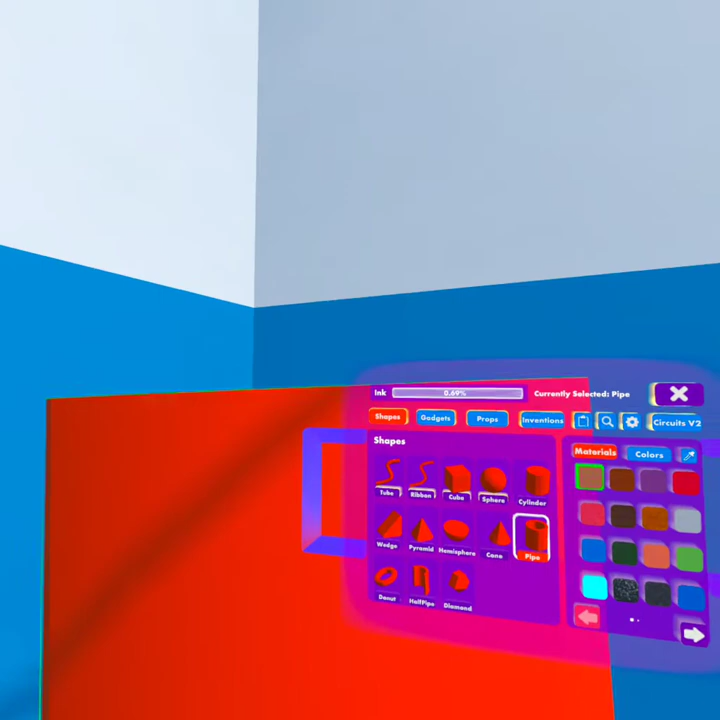 Ink 0.69% Currently Selected: Pipe
Shapes Gadgets Props Inventions Circuits V2
Shapes
Materials Colors
Tube Ribbon Cube Sphere Cylinder
Wedge Pyramid Hemisphere Cone Pipe
Donut HalfPipe Diamond